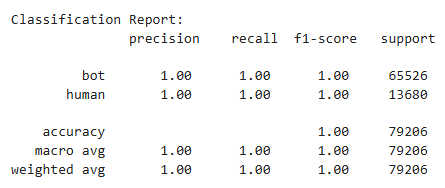 Classification Report:
precision recall f1-score support
bot 1.00 1.00 1.00 65526
human 1.00 1.00 1.00 13680
accuracy 1.00 79206
macro avg 1.00 1.00 1.00 79206
weighted avg 1.00 1.00 1.00 79206